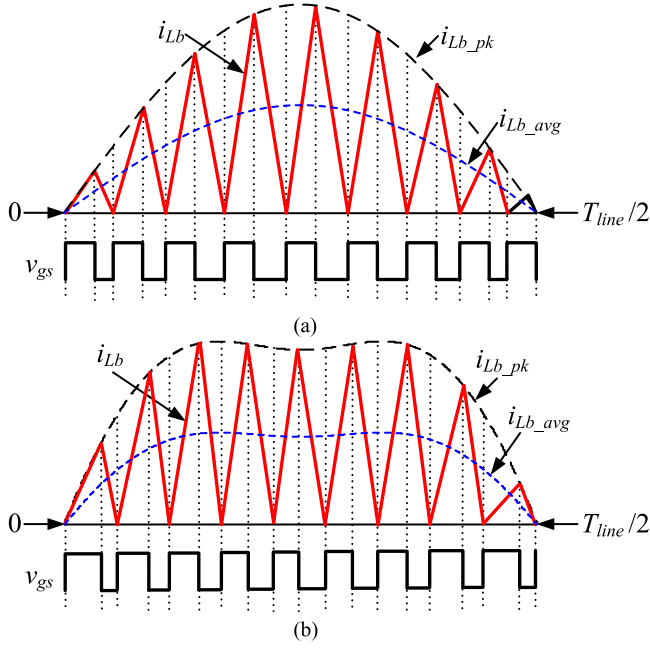 i_Lb
i_Lb_pk
i_Lb_avg
0
T_line/2
v_gs
(a)
i_Lb
i_Lb_pk
i_Lb_avg
0
T_line/2
v_gs
(b)